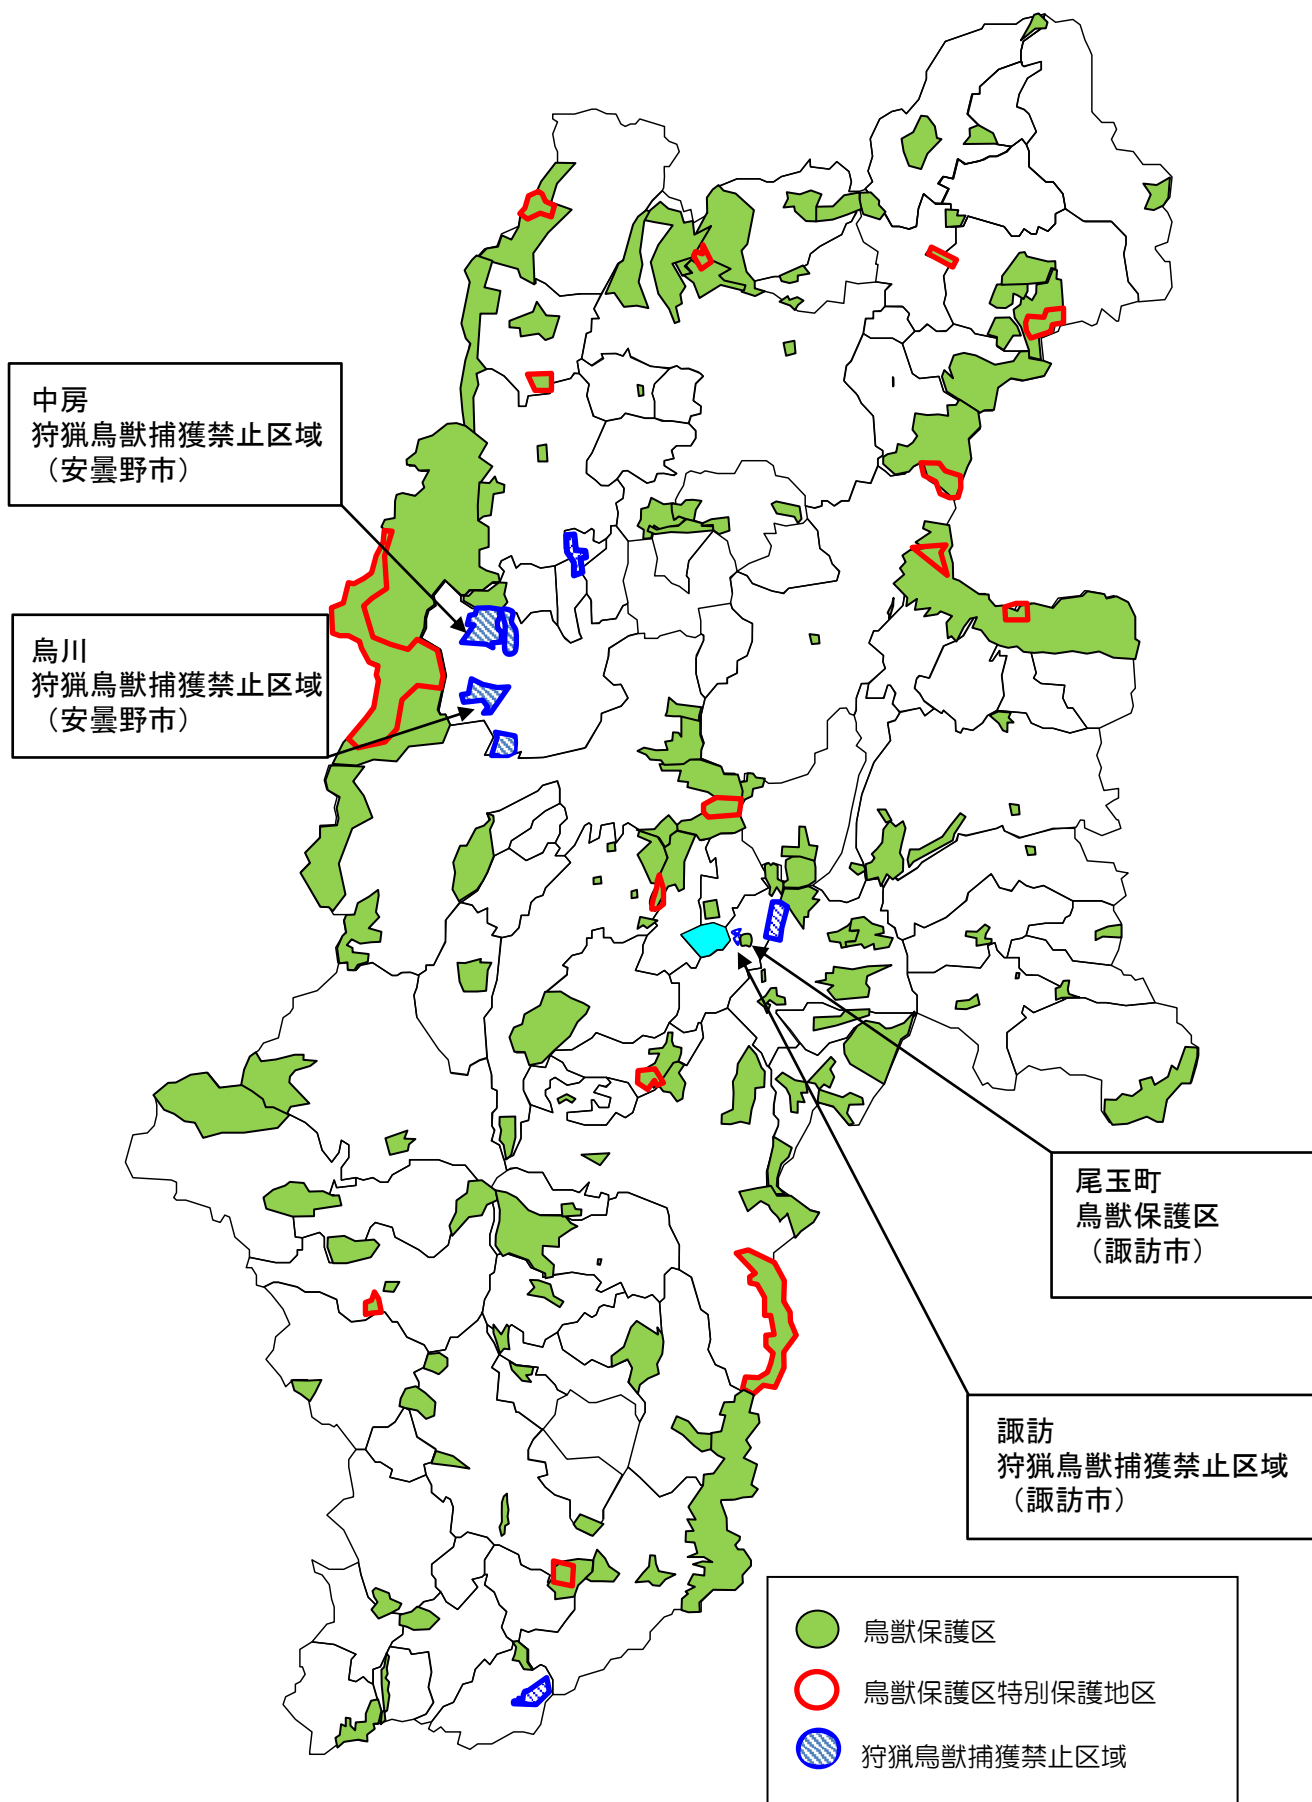 中房
狩猟鳥獣捕獲禁止区域
（安曇野市）
烏川
狩猟鳥獣捕獲禁止区域
（安曇野市）
尾玉町
鳥獣保護区
（諏訪市）
諏訪
狩猟鳥獣捕獲禁止区域
（諏訪市）
鳥獣保護区
鳥獣保護区特別保護地区
狩猟鳥獣捕獲禁止区域